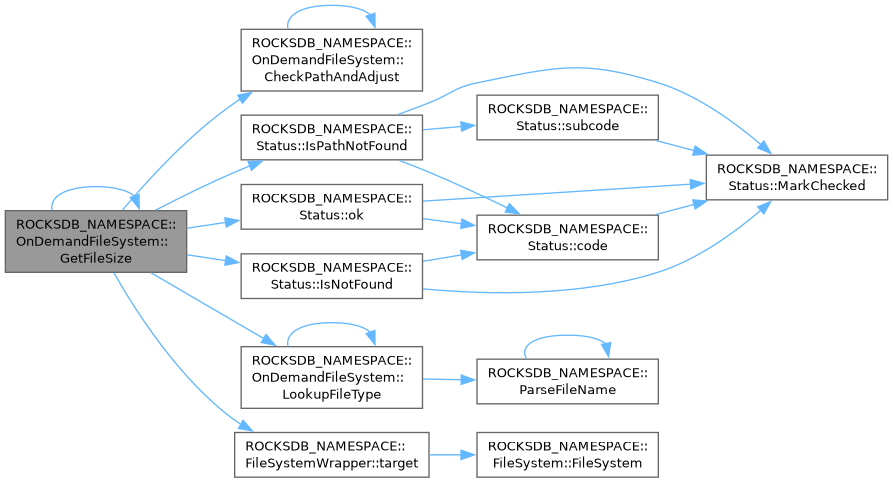 ROCKSDB_NAMESPACE::
OnDemandFileSystem::
GetFileSize
ROCKSDB_NAMESPACE::
OnDemandFileSystem::
CheckPathAndAdjust
ROCKSDB_NAMESPACE::
Status::IsPathNotFound
ROCKSDB_NAMESPACE::
Status::ok
ROCKSDB_NAMESPACE::
Status::IsNotFound
ROCKSDB_NAMESPACE::
OnDemandFileSystem::
LookupFileType
ROCKSDB_NAMESPACE::
FileSystemWrapper::target
ROCKSDB_NAMESPACE::
Status::subcode
ROCKSDB_NAMESPACE::
Status::code
ROCKSDB_NAMESPACE::
ParseFileName
ROCKSDB_NAMESPACE::
FileSystem::FileSystem
ROCKSDB_NAMESPACE::
Status::MarkChecked